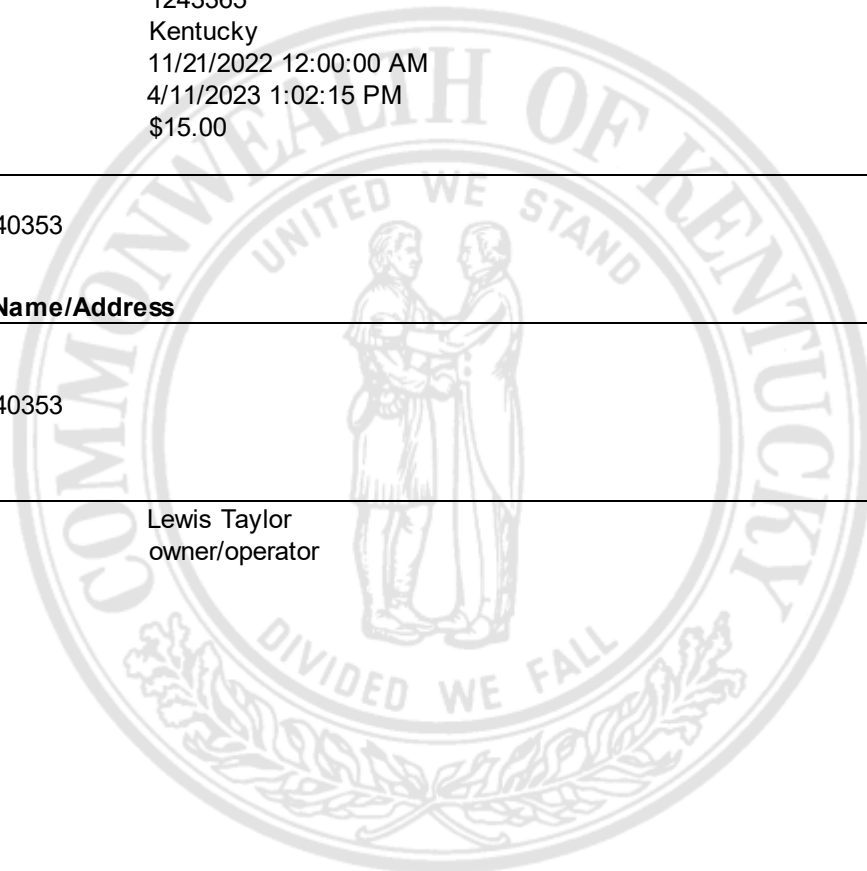 Kentucky
11/21/2022 12:00:00 AM
4/11/2023 1:02:15 PM
$15.00
40353
Name/Address
40353
Lewis Taylor
owner/operator
COMMONWEALTH OF KENTUCKY
UNITED WE STAND
DIVIDED WE FALL